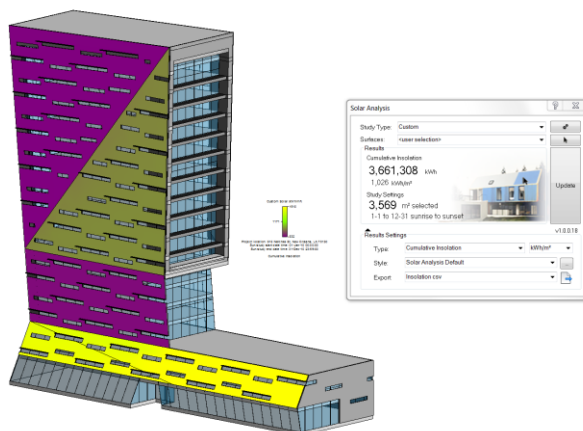 Solar Analysis
Study Type: Custom
Surfaces: <user selection>
Results
Cumulative Insolation
3,661,308 kWh
1,026 kWh/m²
Study Settings
3,569 m² selected
1-1 to 12-31 sunrise to sunset
Update
v1.0.0.18
Results Settings
Type: Cumulative Insolation kWh/m²
Style: Solar Analysis Default
...
Export: Insolation csv
Cumulative Insolation